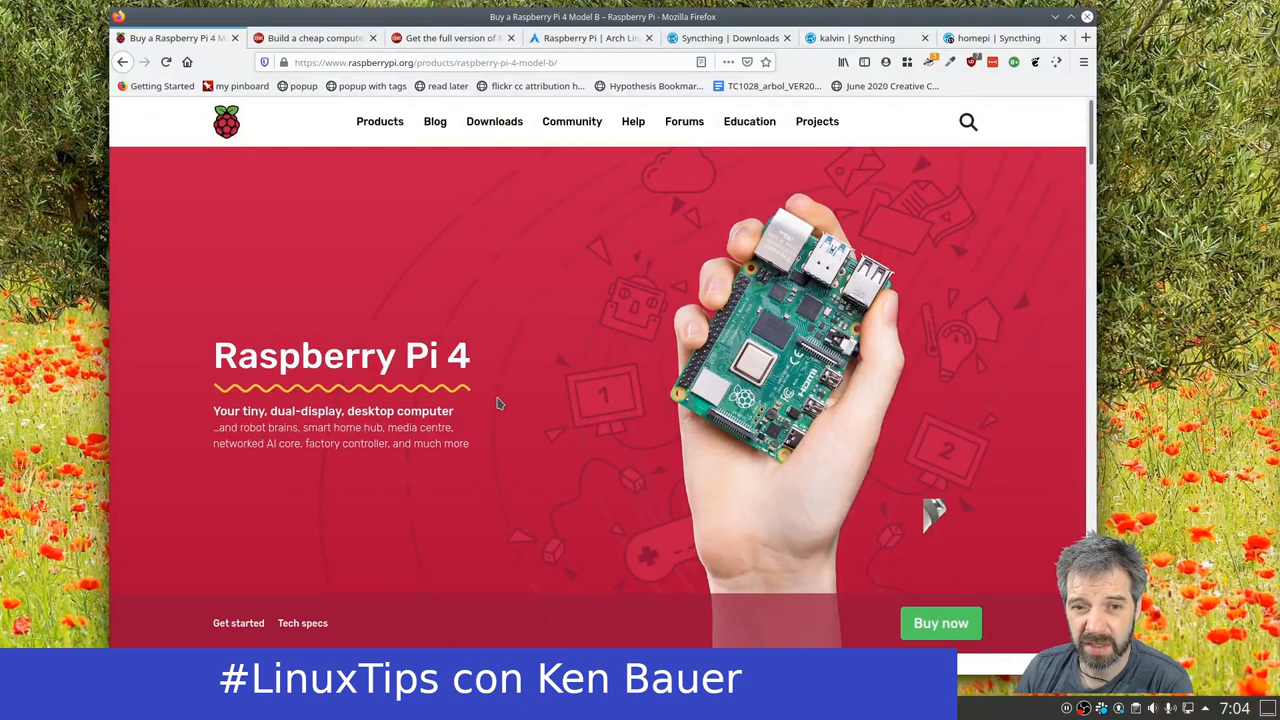 Buy a Raspberry Pi 4 Model B – Raspberry Pi - Mozilla Firefox
Buy a Raspberry Pi 4 M
Build a cheap compute
Get the full version of M
Raspberry Pi | Arch Lin
Syncthing | Downloads
kalvin | Syncthing
homepi | Syncthing
https://www.raspberrypi.org/products/raspberry-pi-4-model-b/
Getting Started
my pinboard
popup
popup with tags
read later
flickr cc attribution h...
Hypothesis Bookmar...
TC1028_arbol_VER20...
June 2020 Creative C...
Products
Blog
Downloads
Community
Help
Forums
Education
Projects
1
HDMI
2
Raspberry Pi 4
Your tiny, dual-display, desktop computer
...and robot brains, smart home hub, media centre,
networked AI core, factory controller, and much more
Get started
Tech specs
Buy now
#LinuxTips con Ken Bauer
7:04